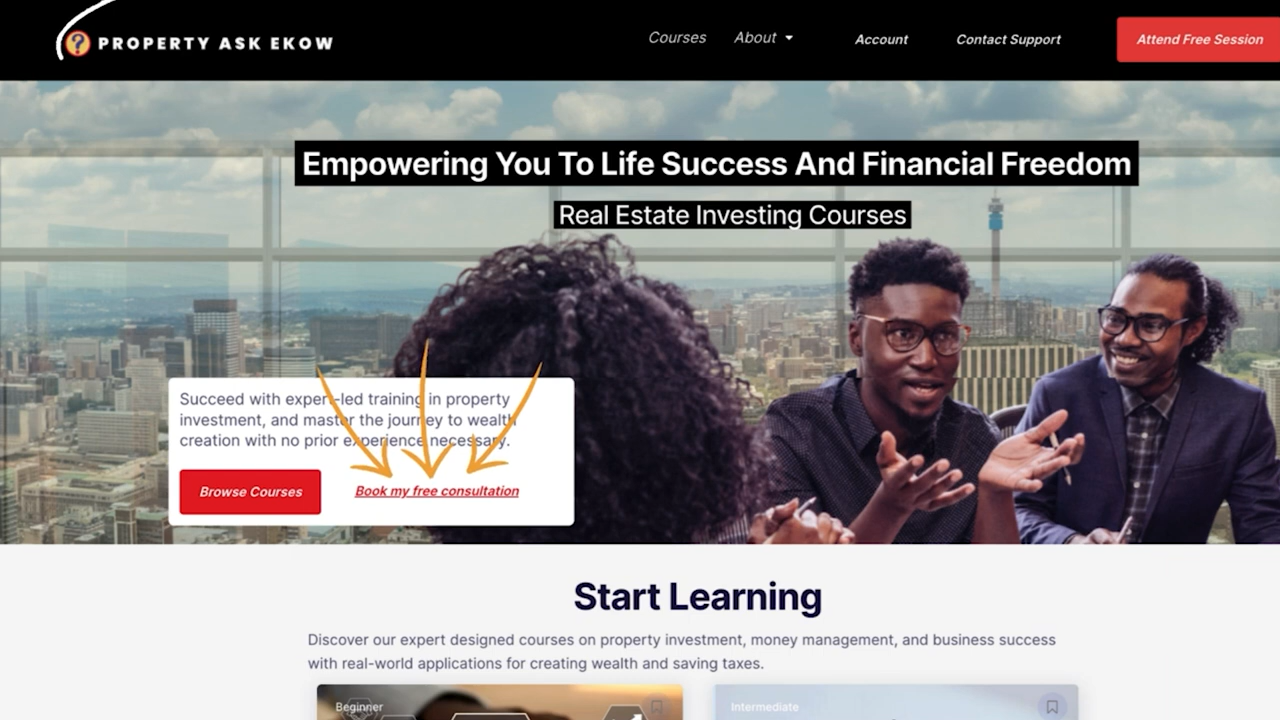 PROPERTY ASK EKOW
Courses
About
Account
Contact Support
Attend Free Session
Empowering You To Life Success And Financial Freedom
Real Estate Investing Courses
Succeed with expert-led training in property
investment, and master the journey to wealth
creation with no prior experience necessary.
Browse Courses
Book my free consultation
Start Learning
Discover our expert designed courses on property investment, money management, and business success
with real-world applications for creating wealth and saving taxes.
Beginner
Intermediate